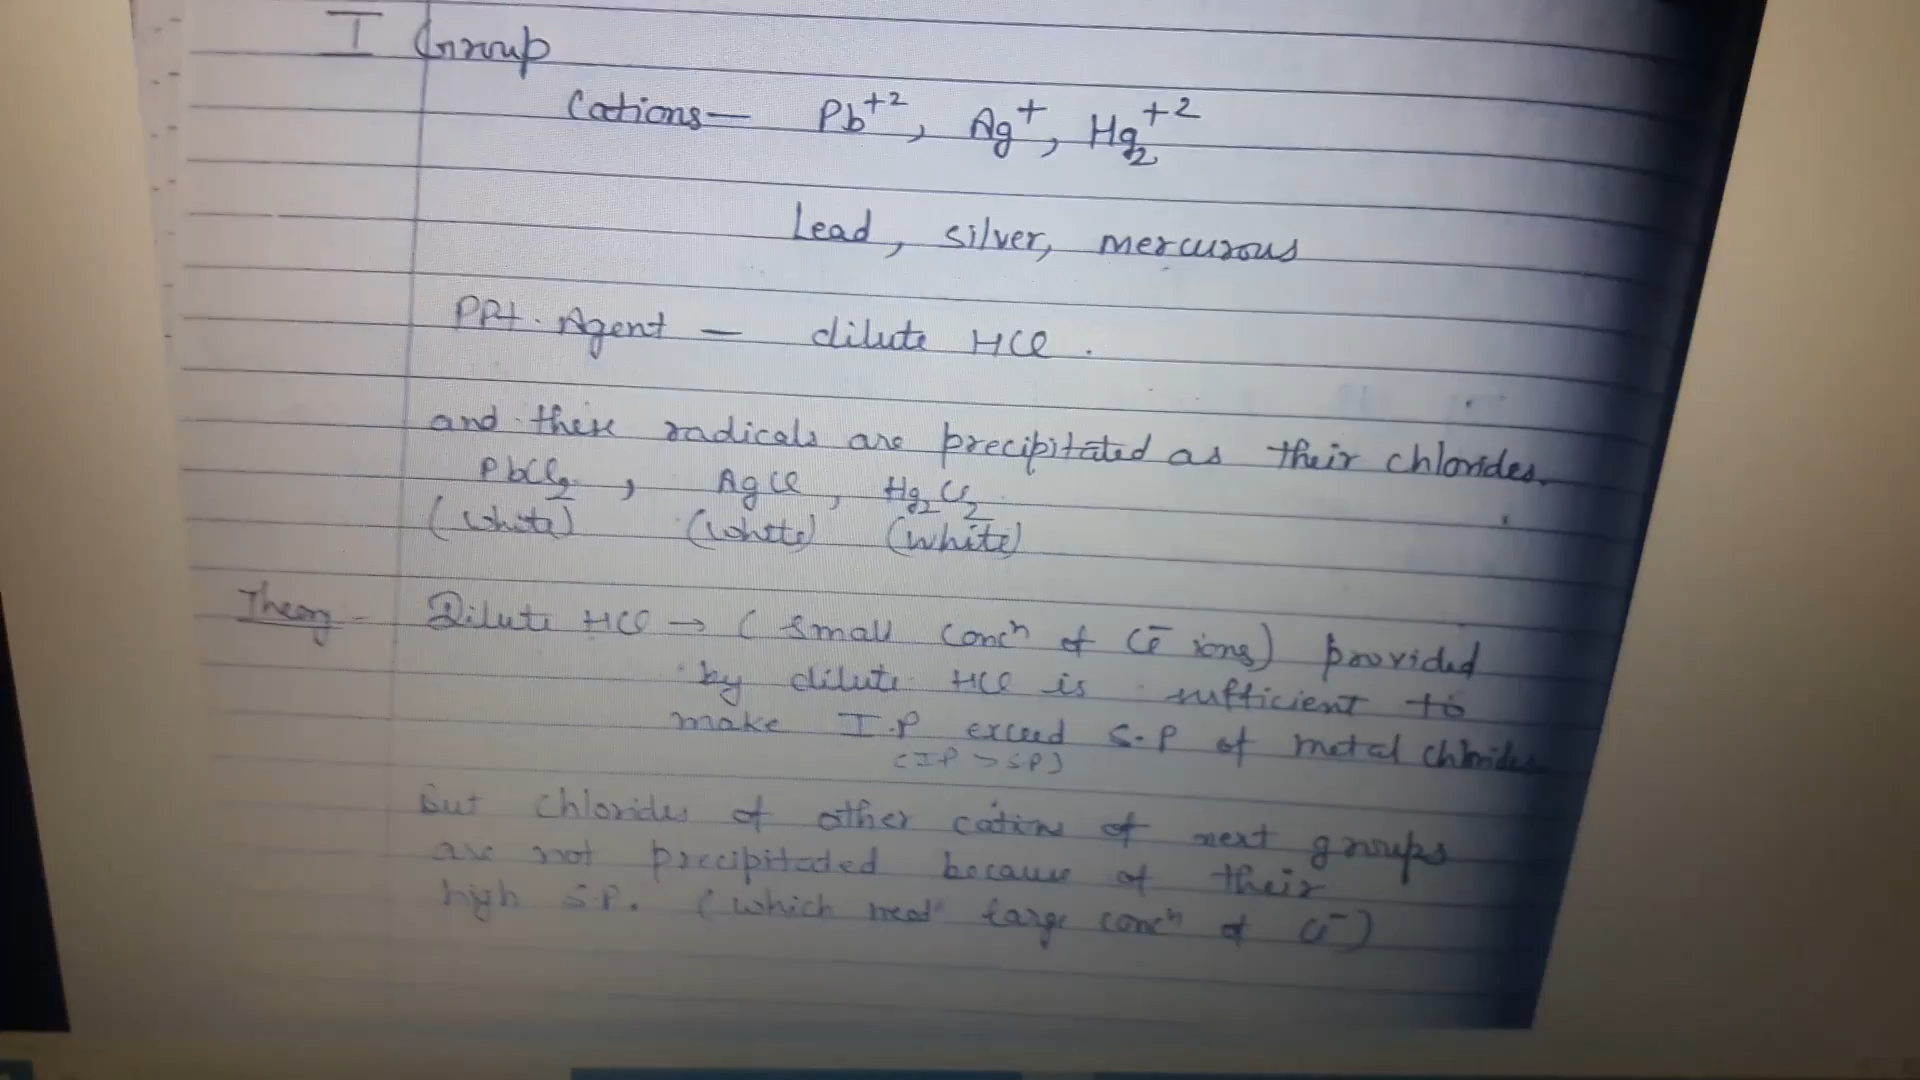 I Group
Cations— Pb⁺², Ag⁺, Hg₂⁺²
Lead, silver, mercurous
PPt. Agent — dilute HCl.
and these radicals are precipitated as their chlorides.
PbCl₂, AgCl, Hg₂Cl₂
(white) (white) (white)
Theory - Dilute HCl → (small concⁿ of Cl⁻ ions) provided
by dilute HCl is sufficient to
make I.P exceed S.P of metal chlorides
(IP > SP)
But chlorides of other cations of next groups
are not precipitated because of their
high S.P. (which need large concⁿ of Cl⁻)